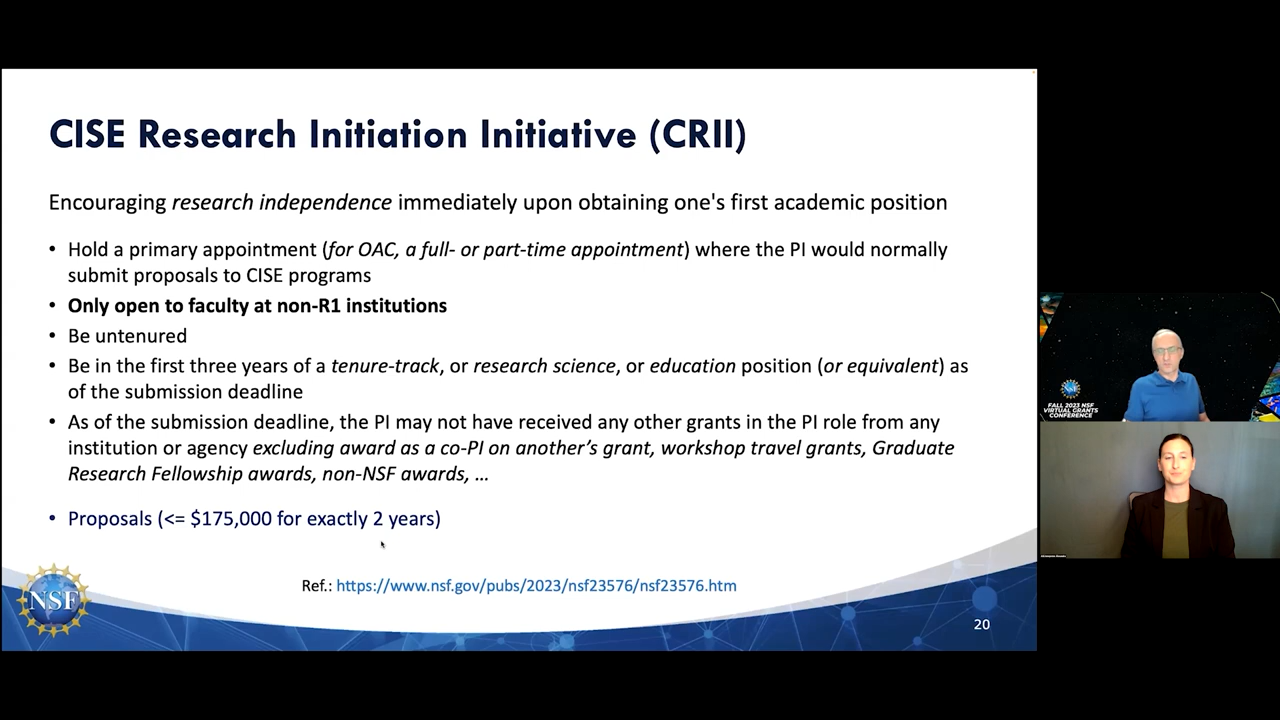 CISE Research Initiation Initiative (CRII)
Encouraging research independence immediately upon obtaining one's first academic position
• Hold a primary appointment (for OAC, a full- or part-time appointment) where the PI would normally
submit proposals to CISE programs
• Only open to faculty at non-R1 institutions
• Be untenured
• Be in the first three years of a tenure-track, or research science, or education position (or equivalent) as
of the submission deadline
• As of the submission deadline, the PI may not have received any other grants in the PI role from any
institution or agency excluding award as a co-PI on another’s grant, workshop travel grants, Graduate
Research Fellowship awards, non-NSF awards, …
• Proposals (<= $175,000 for exactly 2 years)
Ref.: https://www.nsf.gov/pubs/2023/nsf23576/nsf23576.htm
NSF
20
FALL 2023 NSF
VIRTUAL GRANTS
CONFERENCE